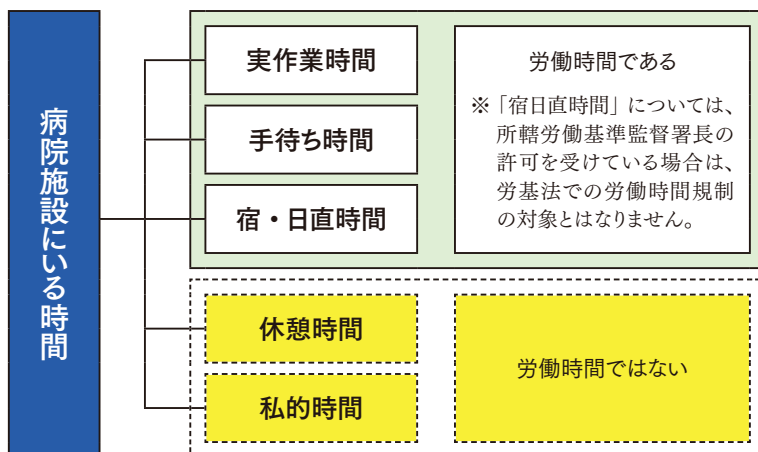 病院施設にいる時間
実作業時間
手待ち時間
宿・日直時間
労働時間である
※「宿日直時間」については、
所轄労働基準監督署長の
許可を受けている場合は、
労基法での労働時間規制
の対象とはなりません。
休憩時間
私的時間
労働時間ではない